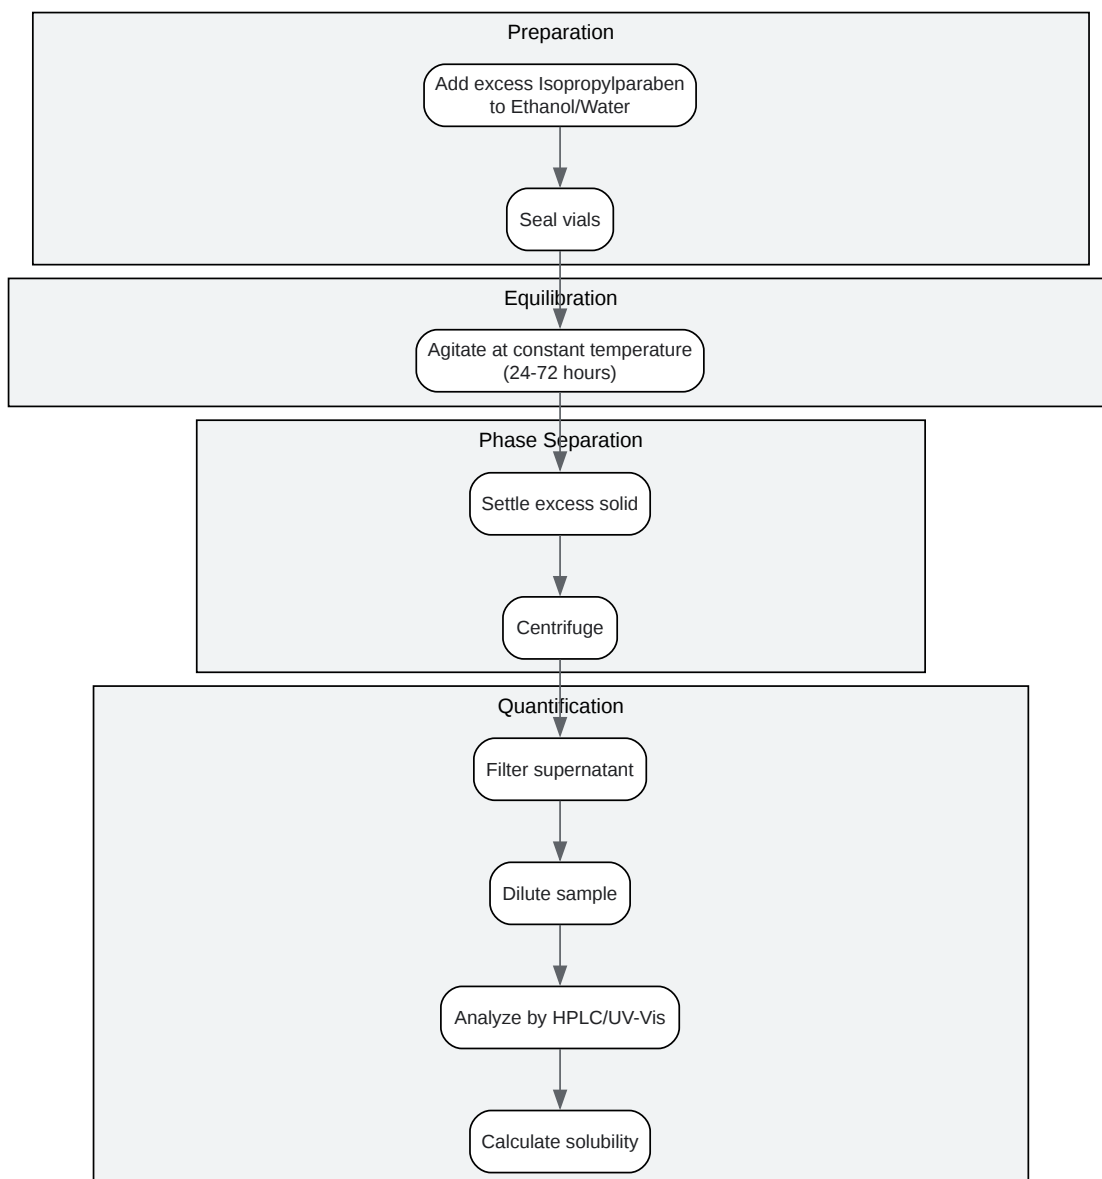 Preparation
Add excess Isopropylparaben
to Ethanol/Water
Seal vials
Equilibration
Agitate at constant temperature
(24-72 hours)
Phase Separation
Settle excess solid
Centrifuge
Quantification
Filter supernatant
Dilute sample
Analyze by HPLC/UV-Vis
Calculate solubility